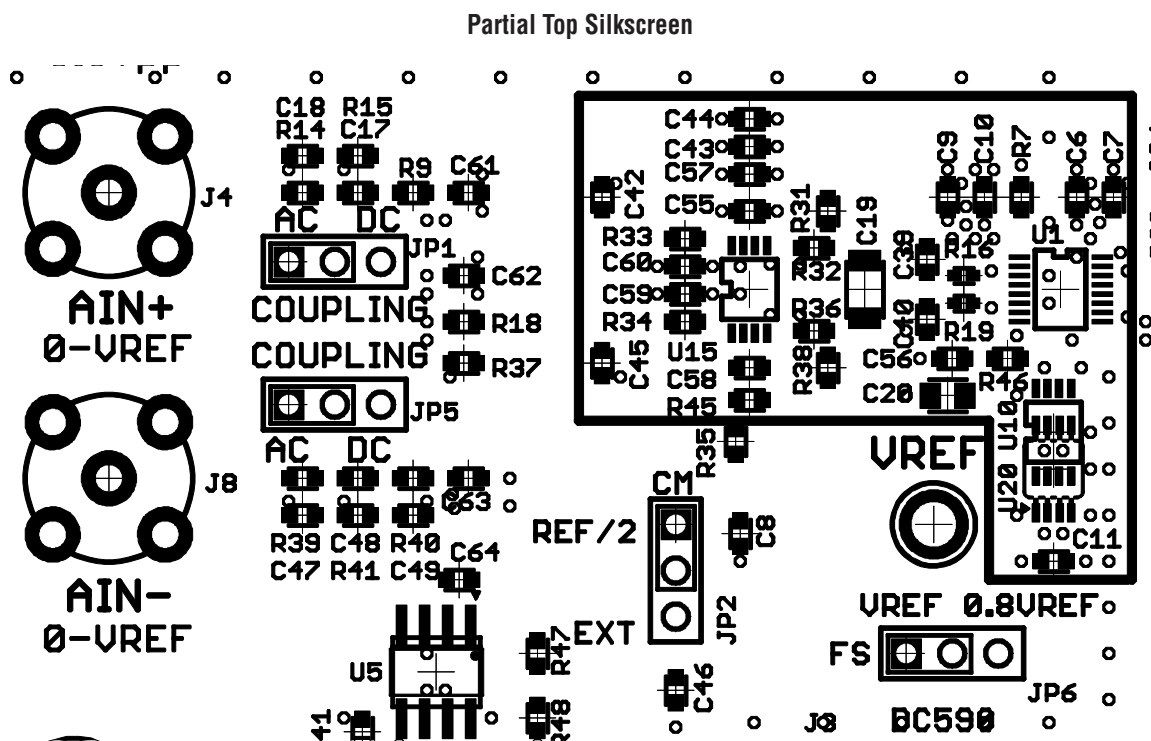 Partial Top Silkscreen
C18 R15
R14 C17
R9 C61
J4
AC DC
JP1
COUPLING
C62
R18
R37
AIN+
0-VREF
COUPLING
JP5
AC DC
J8
C63
R39 C48 R40
C47 R41 C49
C64
AIN-
0-VREF
U5
R47
R48
41
C44
C43
C57
C55
C42
R33
C60
C59
R34
C45
U15
C58
R45
R31
R32
R36
R38
C19
C39
C40
C9
C10
R7
C6
C7
R16
U1
R19
C56
R46
C20
U10
U20
C11
VREF
R35
CM
REF/2
C8
EXT
JP2
C46
VREF 0.8VREF
FS
JP6
J3 DC590